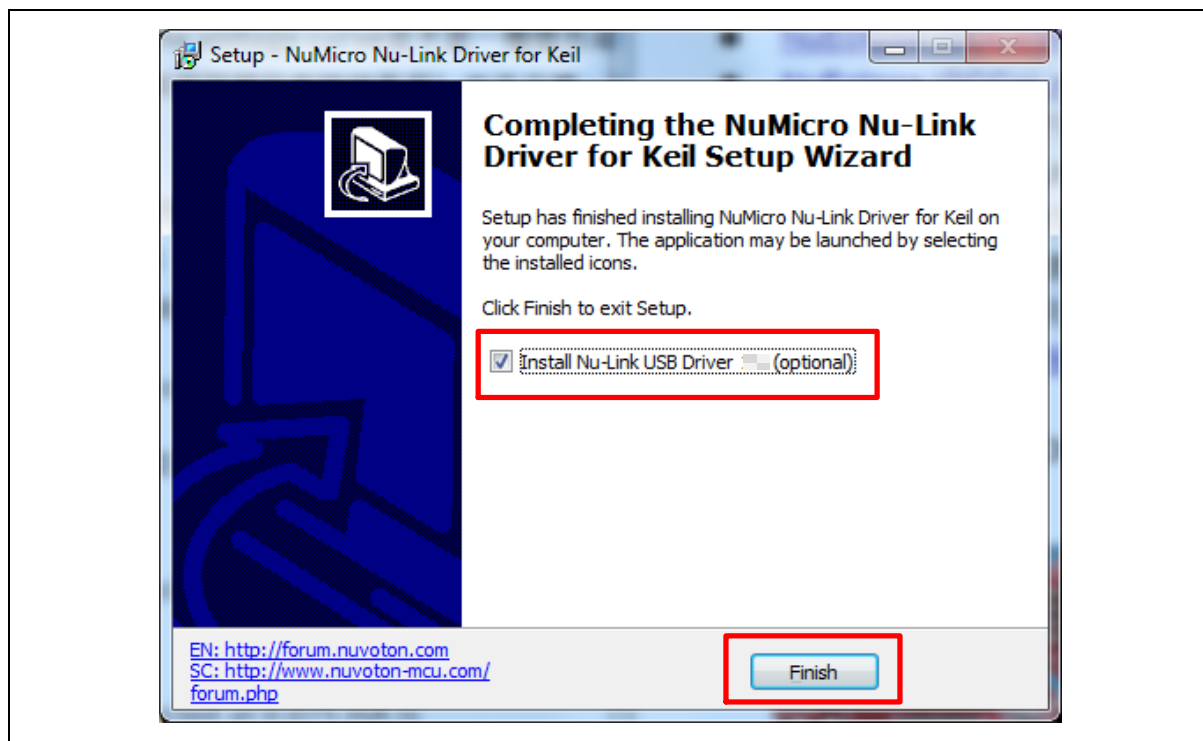 Setup - NuMicro Nu-Link Driver for Keil
Completing the NuMicro Nu-Link
Driver for Keil Setup Wizard
Setup has finished installing NuMicro Nu-Link Driver for Keil on
your computer. The application may be launched by selecting
the installed icons.
Click Finish to exit Setup.
Install Nu-Link USB Driver (optional)
EN: http://forum.nuvoton.com
SC: http://www.nuvoton-mcu.com/
forum.php
Finish